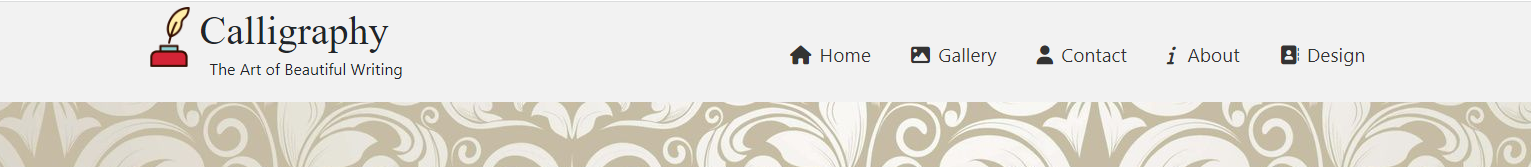 Calligraphy
The Art of Beautiful Writing
Home Gallery Contact About Design